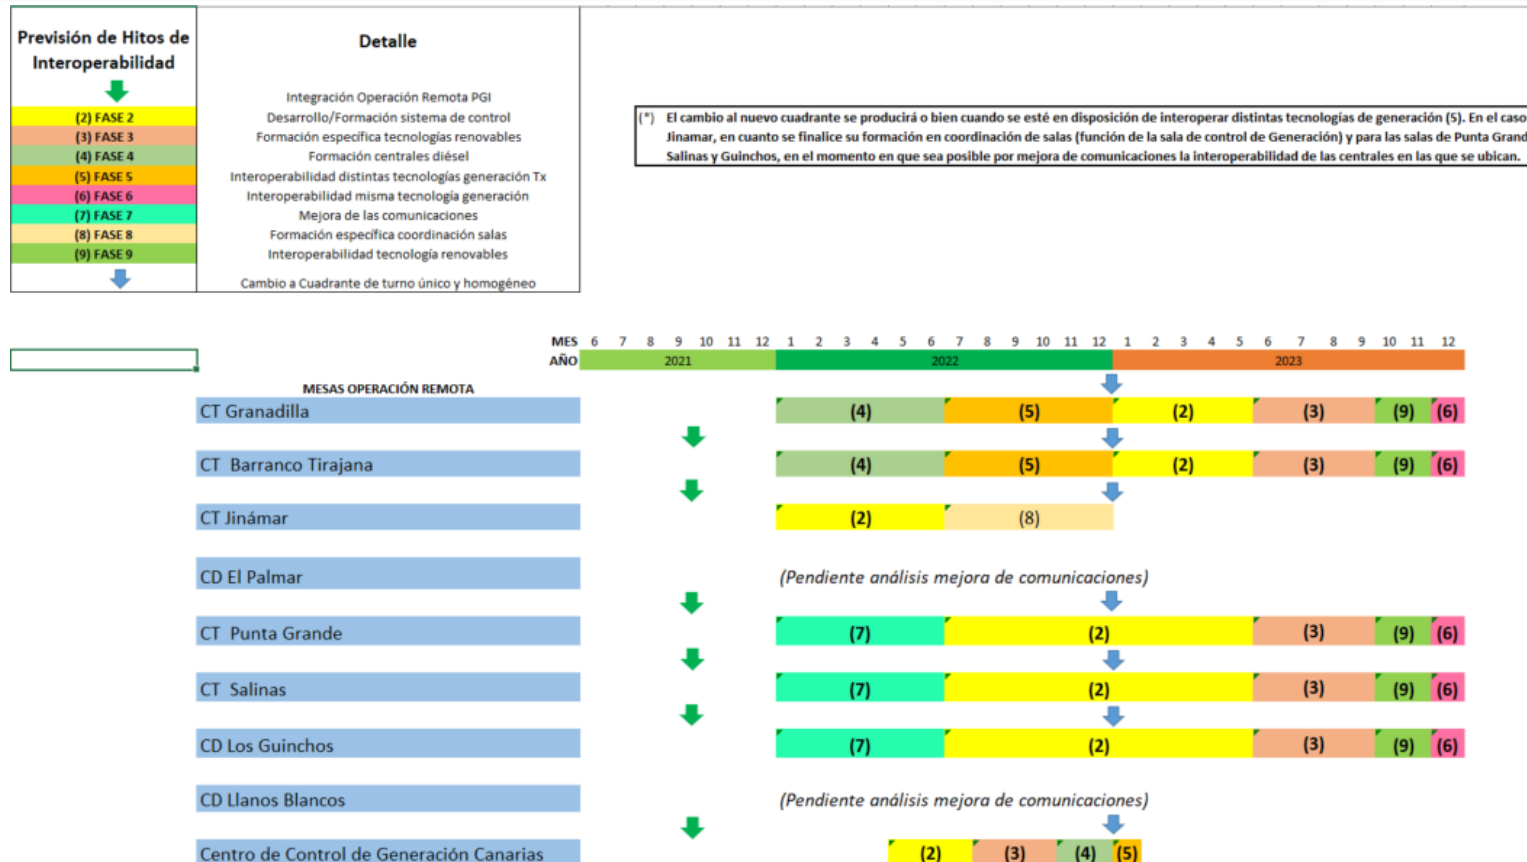 Previsión de Hitos de
Interoperabilidad
Detalle
Integración Operación Remota PGI
(2) FASE 2 Desarrollo/Formación sistema de control
(3) FASE 3 Formación específica tecnologías renovables
(4) FASE 4 Formación centrales diésel
(5) FASE 5 Interoperabilidad distintas tecnologías generación Tx
(6) FASE 6 Interoperabilidad misma tecnología generación
(7) FASE 7 Mejora de las comunicaciones
(8) FASE 8 Formación específica coordinación salas
(9) FASE 9 Interoperabilidad tecnología renovables
Cambio a Cuadrante de turno único y homogéneo
(*) El cambio al nuevo cuadrante se producirá o bien cuando se esté en disposición de interoperar distintas tecnologías de generación (5). En el caso
Jinamar, en cuanto se finalice su formación en coordinación de salas (función de la sala de control de Generación) y para las salas de Punta Grand
Salinas y Guinchos, en el momento en que sea posible por mejora de comunicaciones la interoperabilidad de las centrales en las que se ubican.
MES 6 7 8 9 10 11 12 1 2 3 4 5 6 7 8 9 10 11 12 1 2 3 4 5 6 7 8 9 10 11 12
AÑO 2021 2022 2023
MESAS OPERACIÓN REMOTA
CT Granadilla (4) (5) (2) (3) (9) (6)
CT Barranco Tirajana (4) (5) (2) (3) (9) (6)
CT Jinámar (2) (8)
CD El Palmar (Pendiente análisis mejora de comunicaciones)
CT Punta Grande (7) (2) (3) (9) (6)
CT Salinas (7) (2) (3) (9) (6)
CD Los Guinchos (7) (2) (3) (9) (6)
CD Llanos Blancos (Pendiente análisis mejora de comunicaciones)
Centro de Control de Generación Canarias (2) (3) (4) (5)